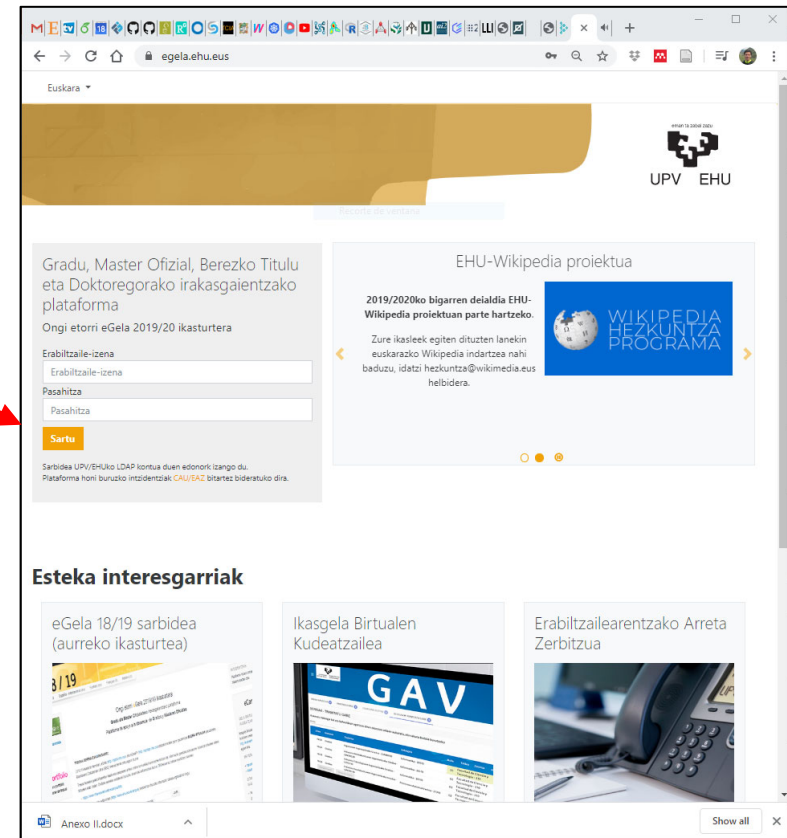 egela.ehu.eus
Euskara
eman ta zabal zazu
UPV EHU
Recorte de ventana
Gradu, Master Ofizial, Berezko Titulu
eta Doktoregorako irakasgaientzako
plataforma
Ongi etorri eGela 2019/20 ikasturtera
Erabiltzaile-izena
Erabiltzaile-izena
Pasahitza
Pasahitza
Sartu
Sarbidea UPV/EHUko LDAP kontua duen edonork izango du.
Plataforma honi buruzko intzidentziak CAU/EAZ bitartez bideratuko dira.
EHU-Wikipedia proiektua
2019/2020ko bigarren deialdia EHU-
Wikipedia proiektuan parte hartzeko.
Zure ikasleek egiten dituzten lanekin
euskarazko Wikipedia indartzea nahi
baduzu, idatzi hezkuntza@wikimedia.eus
helbidera.
WIKIPEDIA
HEZKUNTZA
PROGRAMA
Esteka interesgarriak
eGela 18/19 sarbidea
(aurreko ikasturtea)
8 / 19
Ikasgela Birtualen
Kudeatzailea
GAV
Erabiltzailearentzako Arreta
Zerbitzua
Anexo II.docx
Show all